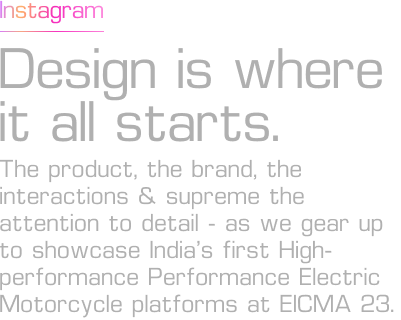 Instagram
Design is where
it all starts.
The product, the brand, the
interactions & supreme the
attention to detail - as we gear up
to showcase India's first High-
performance Performance Electric
Motorcycle platforms at EICMA 23.